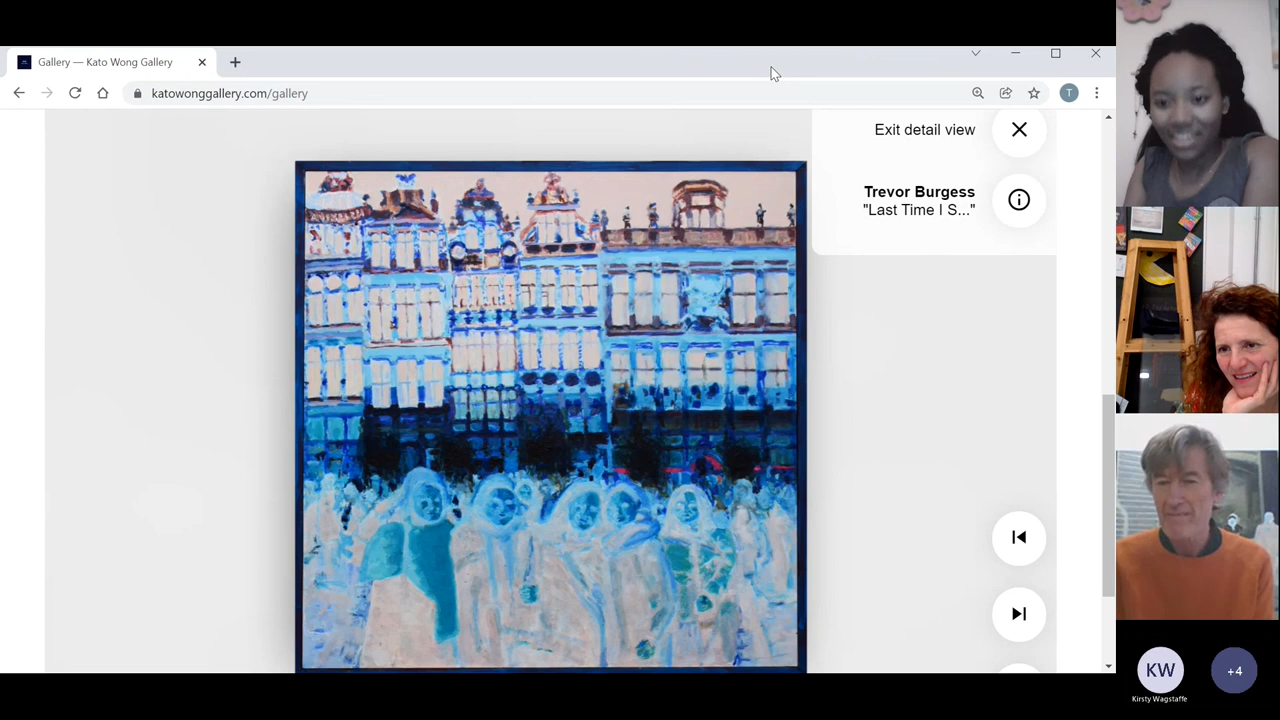 Gallery — Kato Wong Gallery
katowonggallery.com/gallery
T
Exit detail view
Trevor Burgess
"Last Time I S..."
KW
+4
Kirsty Wagstaffe